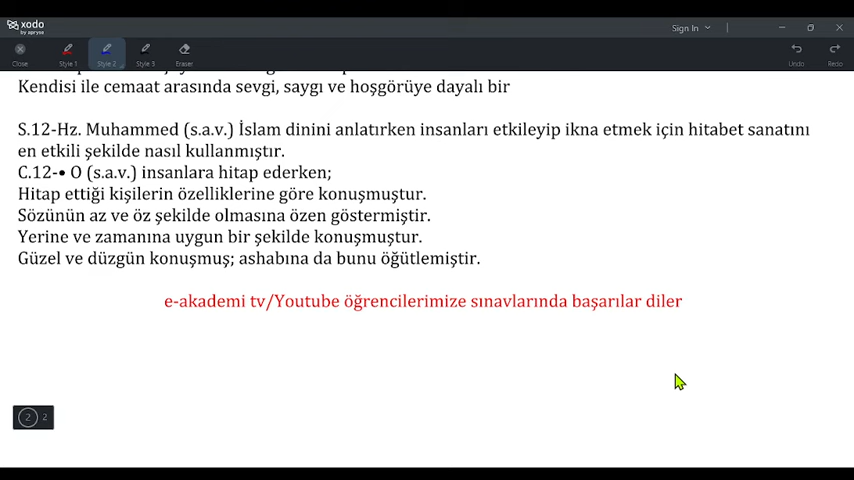 xodo
by apryse
Sign In
Close
Style 1
Style 2
Style 3
Eraser
Undo
Redo
Kendisi ile cemaat arasında sevgi, saygı ve hoşgörüye dayalı bir
S.12-Hz. Muhammed (s.a.v.) İslam dinini anlatırken insanları etkileyip ikna etmek için hitabet sanatını
en etkili şekilde nasıl kullanmıştır.
C.12-• O (s.a.v.) insanlara hitap ederken;
Hitap ettiği kişilerin özelliklerine göre konuşmuştur.
Sözünün az ve öz şekilde olmasına özen göstermiştir.
Yerine ve zamanına uygun bir şekilde konuşmuştur.
Güzel ve düzgün konuşmuş; ashabına da bunu öğütlemiştir.
e-akademi tv/Youtube öğrencilerimize sınavlarında başarılar diler
2 2